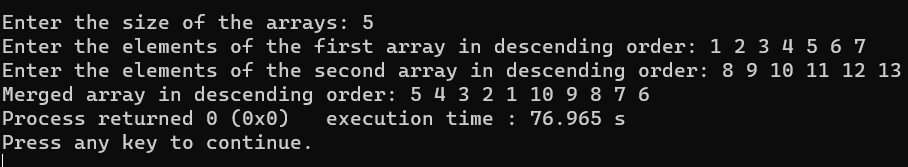 Enter the size of the arrays: 5
Enter the elements of the first array in descending order: 1 2 3 4 5 6 7
Enter the elements of the second array in descending order: 8 9 10 11 12 13
Merged array in descending order: 5 4 3 2 1 10 9 8 7 6
Process returned 0 (0x0)   execution time : 76.965 s
Press any key to continue.